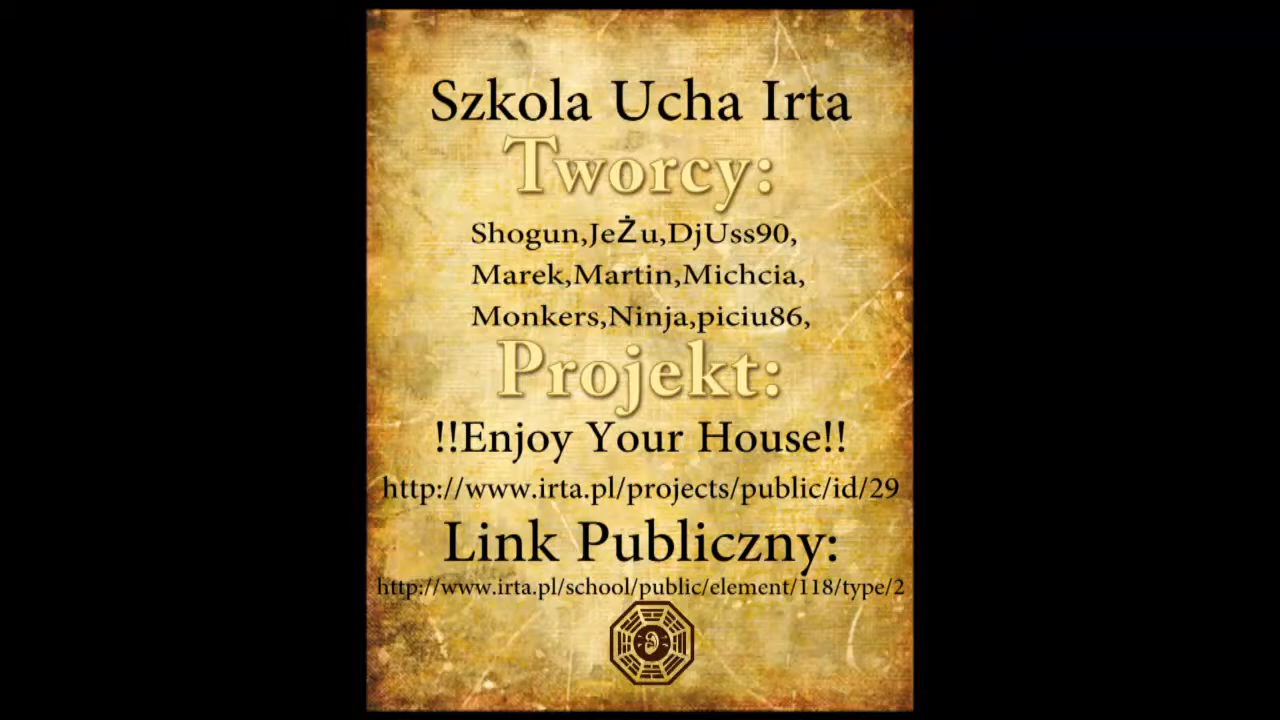 Szkola Ucha Irta
Tworcy:
Shogun,JeŻu,DjUss90,
Marek,Martin,Michcia,
Monkers,Ninja,piciu86,
Projekt:
!!Enjoy Your House!!
http://www.irta.pl/projects/public/id/29
Link Publiczny:
http://www.irta.pl/school/public/element/118/type/2